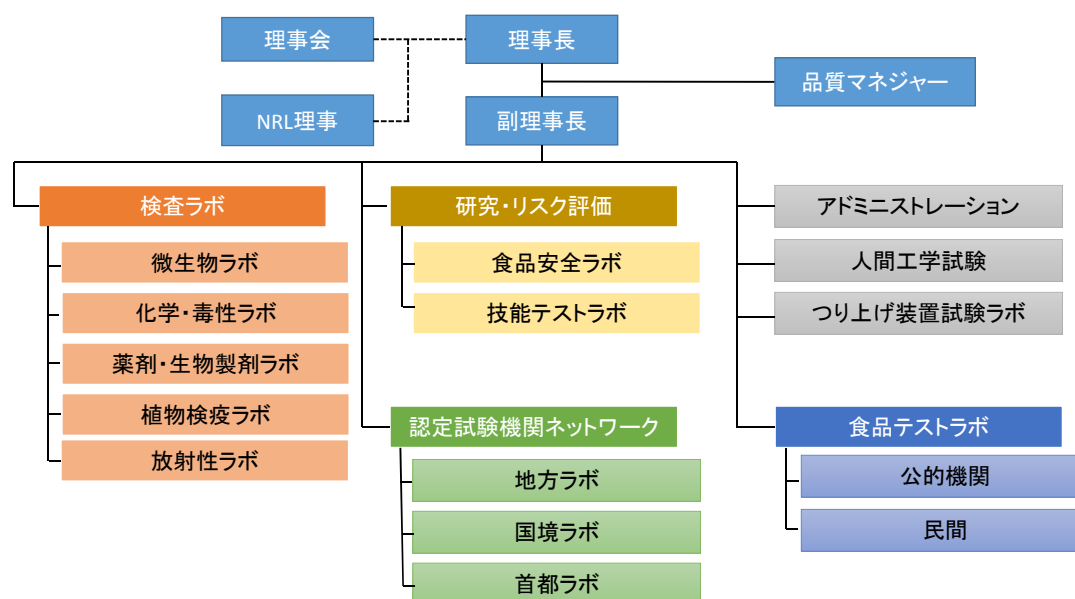 理事会
理事長
品質マネジャー
NRL理事
副理事長
検査ラボ
微生物ラボ
化学・毒性ラボ
薬剤・生物製剤ラボ
植物検疫ラボ
放射性ラボ
研究・リスク評価
食品安全ラボ
技能テストラボ
認定試験機関ネットワーク
地方ラボ
国境ラボ
首都ラボ
アドミニストレーション
人間工学試験
つり上げ装置試験ラボ
食品テストラボ
公的機関
民間